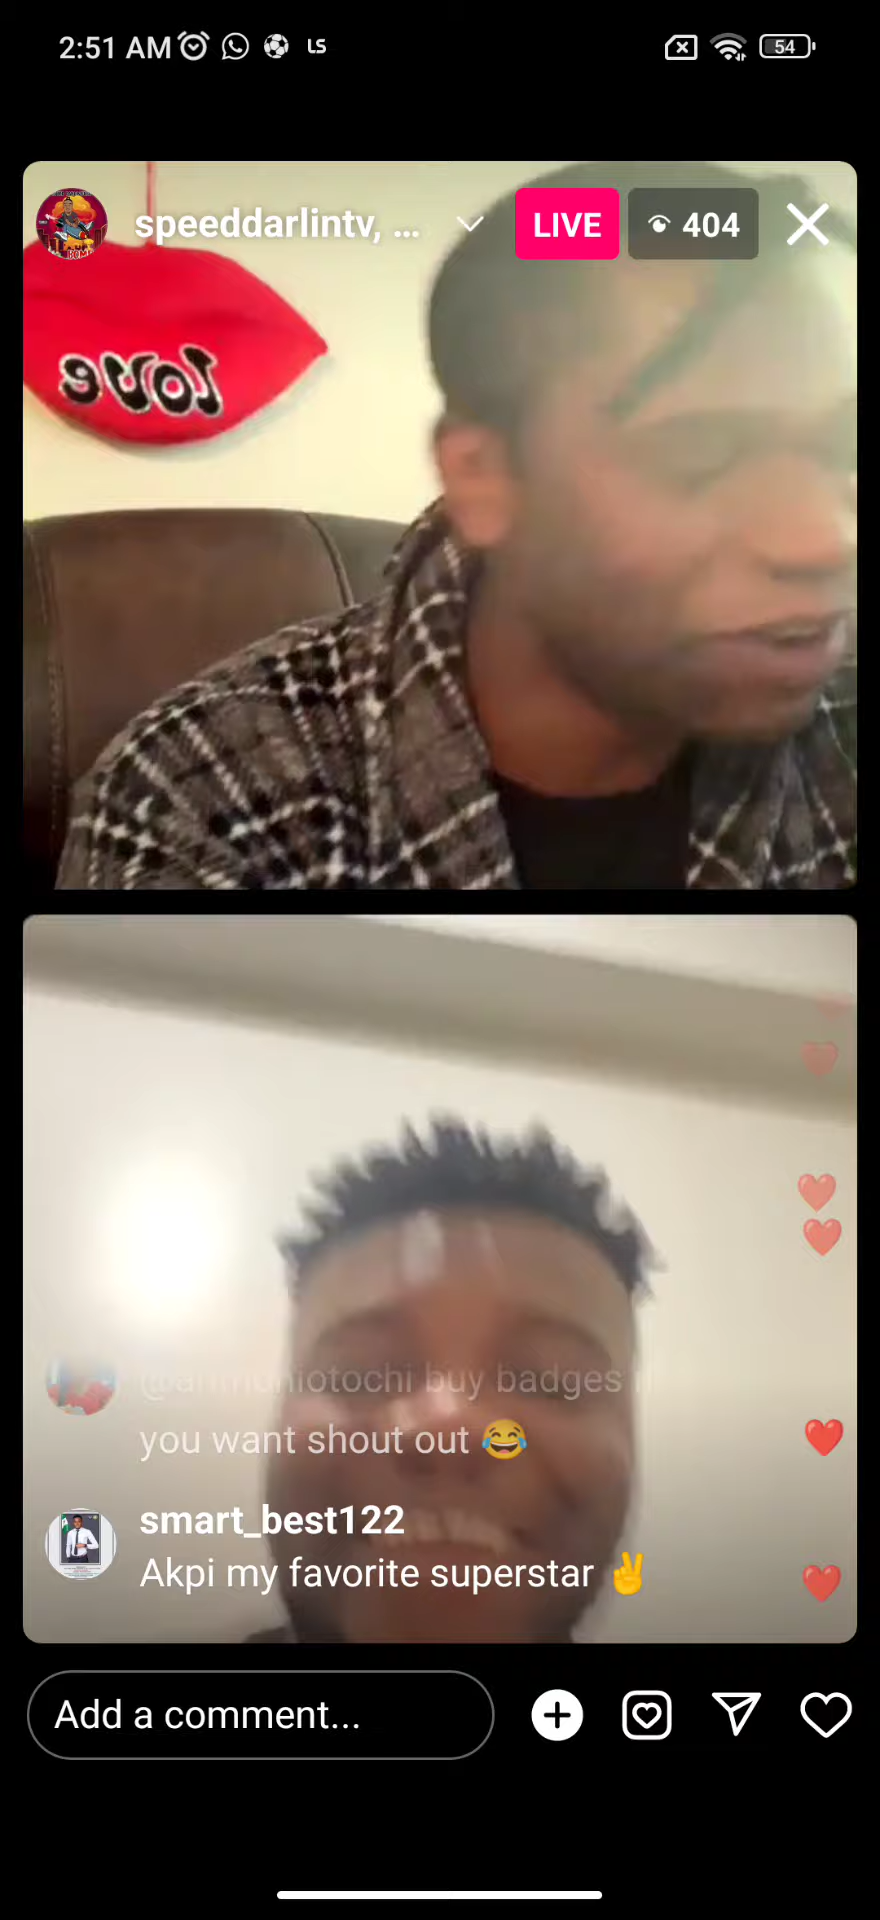 2:51 AM LS 54
speeddarlintv, ... LIVE 404
Love
buy badges
you want shout out 😂
smart_best122
Akpi my favorite superstar ✌
Add a comment...